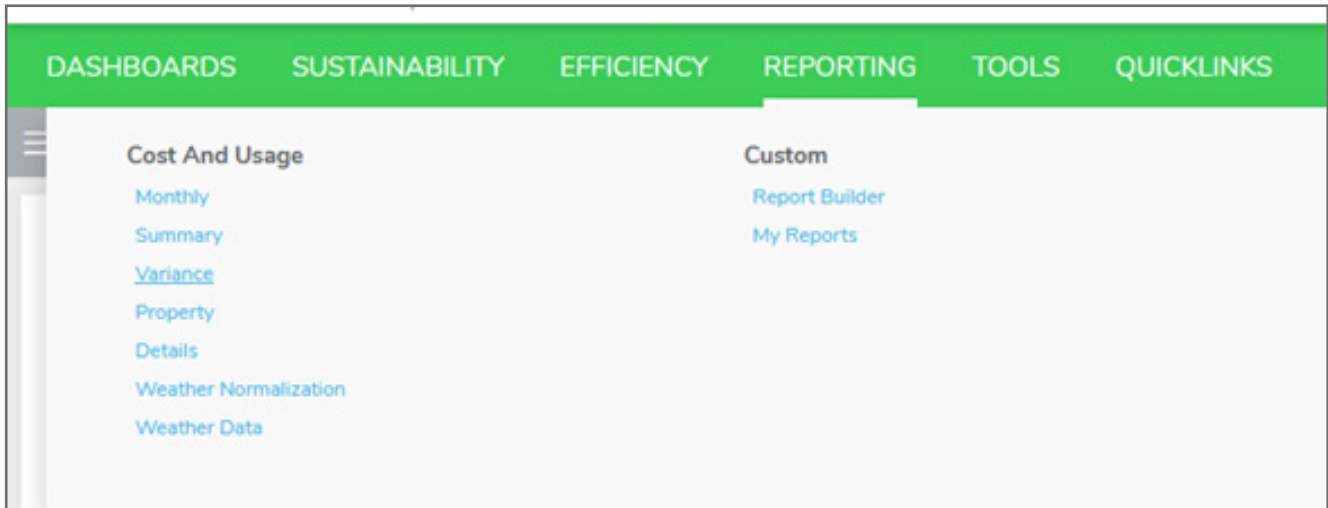 DASHBOARDS SUSTAINABILITY EFFICIENCY REPORTING TOOLS QUICKLINKS
Cost And Usage
Monthly
Summary
Variance
Property
Details
Weather Normalization
Weather Data
Custom
Report Builder
My Reports